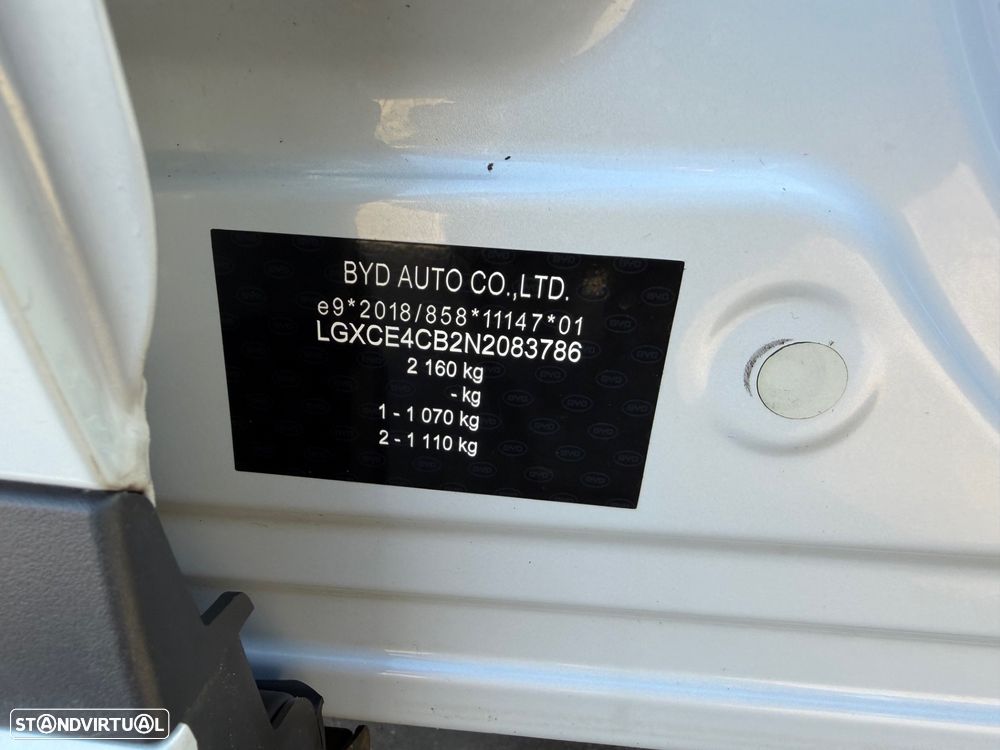 BYD AUTO CO.,LTD.
e9*2018/858*11147*01
LGXCE4CB2N2083786
2 160 kg
- kg
1 - 1 070 kg
2 - 1 110 kg
STANDVIRTUAL